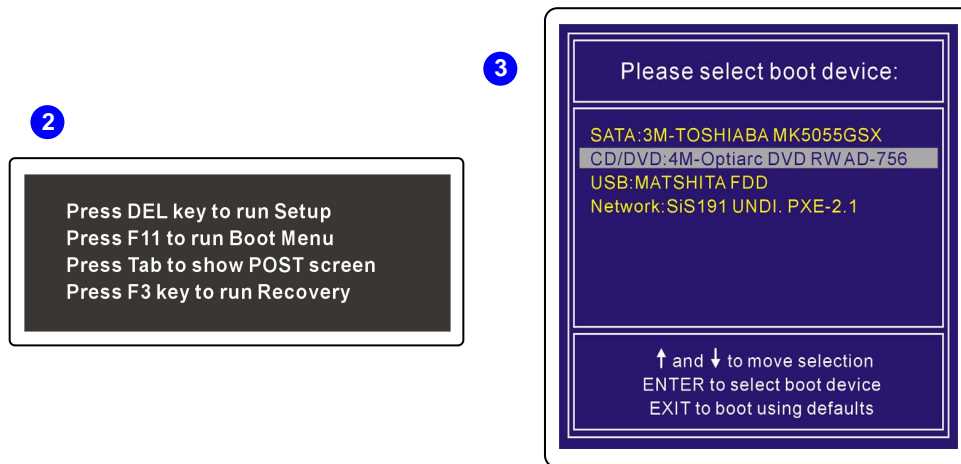 2
Press DEL key to run Setup
Press F11 to run Boot Menu
Press Tab to show POST screen
Press F3 key to run Recovery
3
Please select boot device:
SATA:3M-TOSHIABA MK5055GSX
CD/DVD:4M-Optiarc DVD RW AD-756
USB:MATSHITA FDD
Network:SiS191 UNDI. PXE-2.1
↑ and ↓ to move selection
ENTER to select boot device
EXIT to boot using defaults